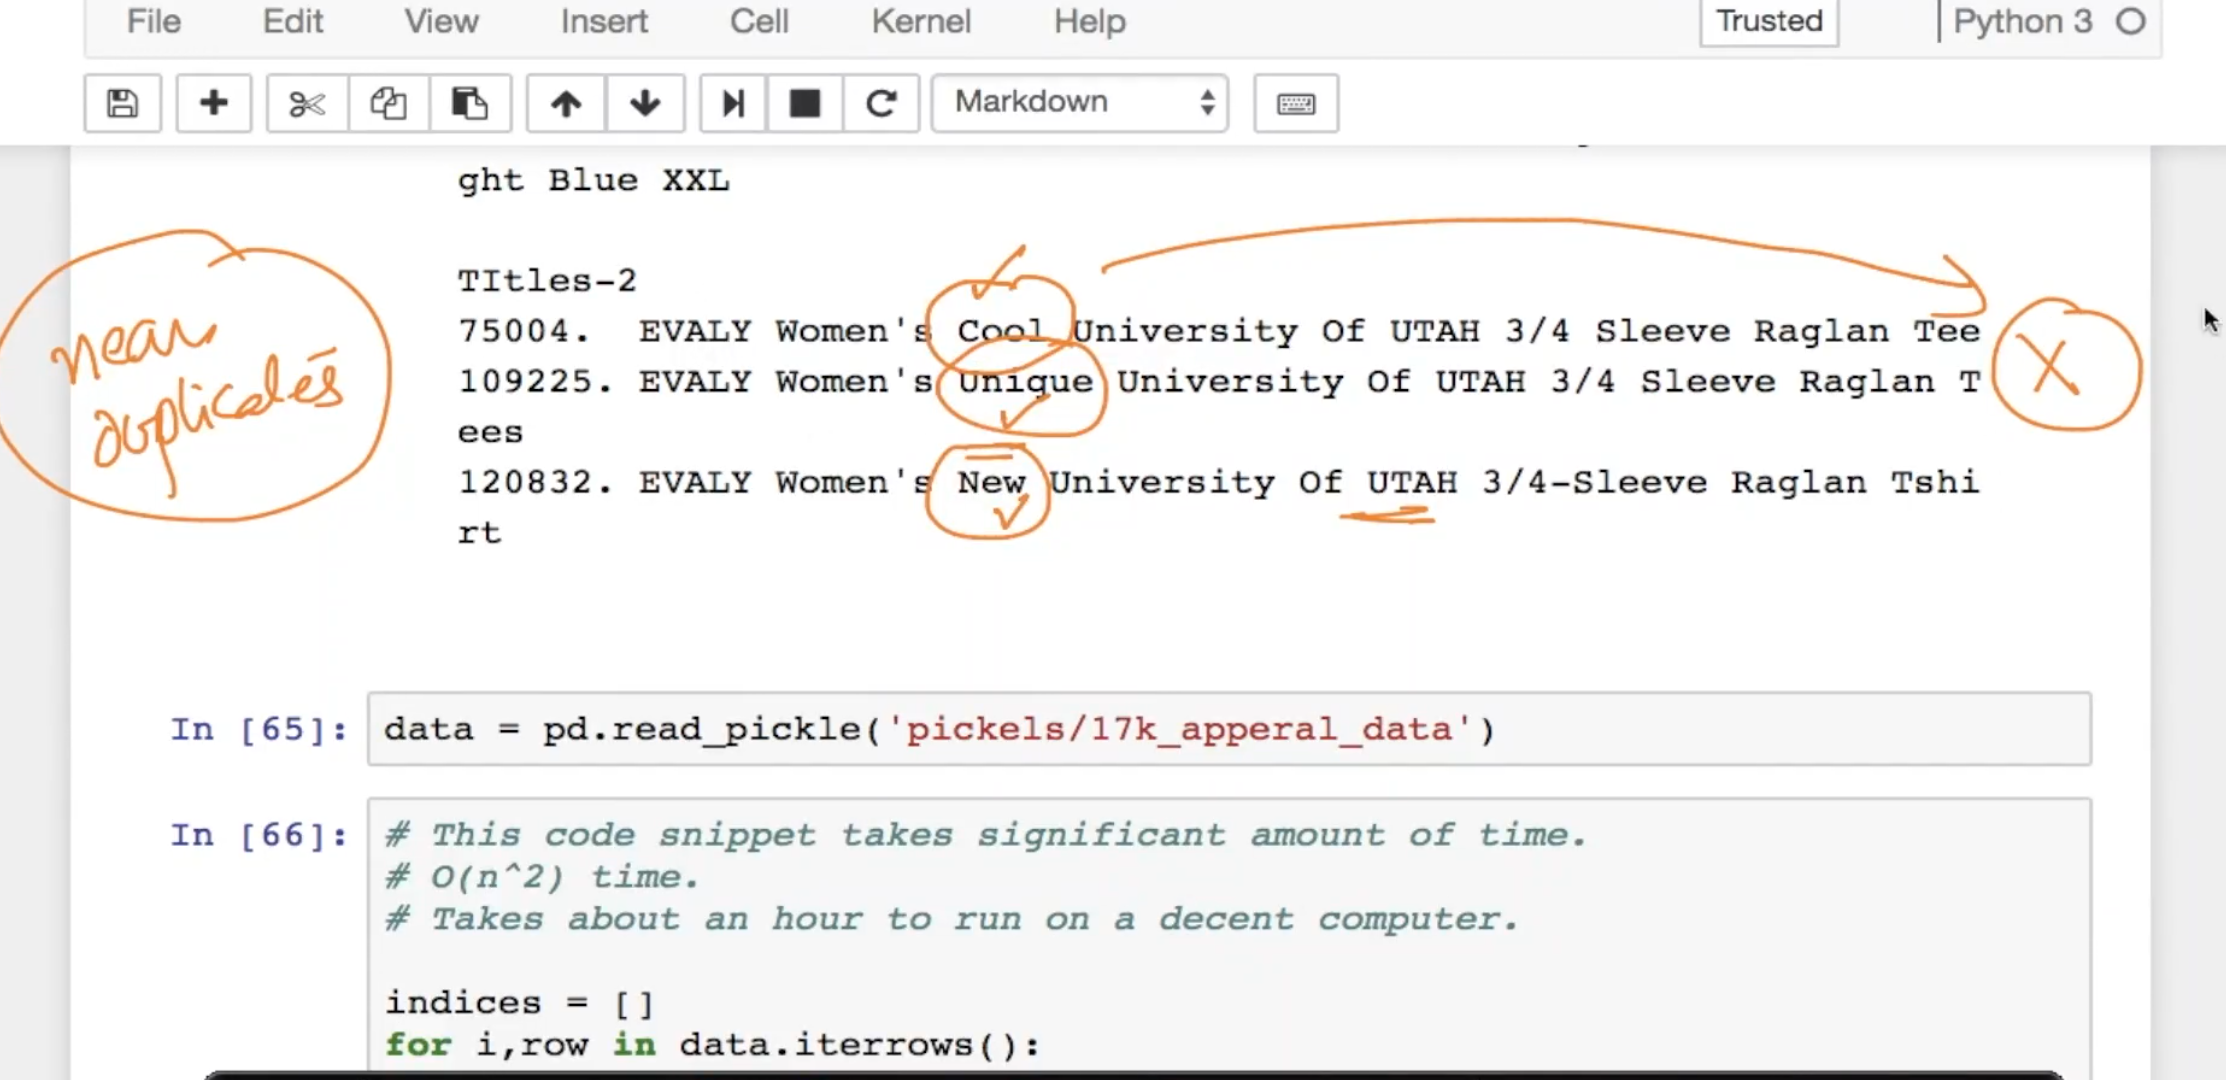 File Edit View Insert Cell Kernel Help Trusted Python 3
Markdown
ght Blue XXL
TItles-2
75004.  EVALY Women's Cool University Of UTAH 3/4 Sleeve Raglan Tee
109225. EVALY Women's Unique University Of UTAH 3/4 Sleeve Raglan T
ees
120832. EVALY Women's New University Of UTAH 3/4-Sleeve Raglan Tshi
rt
near
duplicates
X
In [65]: data = pd.read_pickle('pickels/17k_apperal_data')
In [66]: # This code snippet takes significant amount of time.
# O(n^2) time.
# Takes about an hour to run on a decent computer.
indices = []
for i,row in data.iterrows():